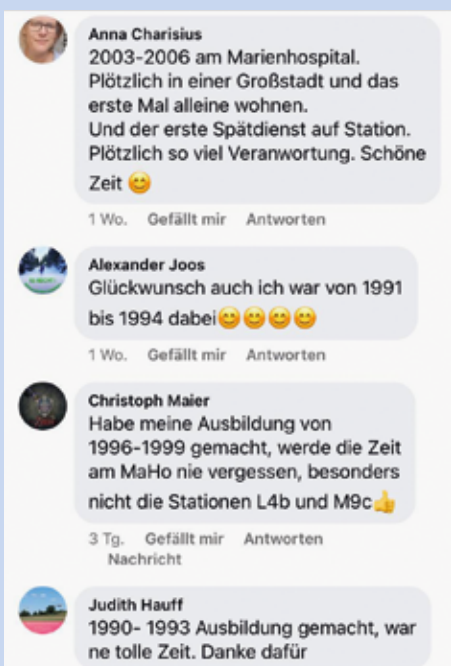 Anna Charisius
2003-2006 am Marienhospital.
Plötzlich in einer Großstadt und das
erste Mal alleine wohnen.
Und der erste Spätdienst auf Station.
Plötzlich so viel Veranwortung. Schöne
Zeit 😊
1 Wo. Gefällt mir Antworten
Alexander Joos
Glückwunsch auch ich war von 1991
bis 1994 dabei😊😊😊😊
1 Wo. Gefällt mir Antworten
Christoph Maier
Habe meine Ausbildung von
1996-1999 gemacht, werde die Zeit
am MaHo nie vergessen, besonders
nicht die Stationen L4b und M9c👍
3 Tg. Gefällt mir Antworten
Nachricht
Judith Hauff
1990- 1993 Ausbildung gemacht, war
ne tolle Zeit. Danke dafür